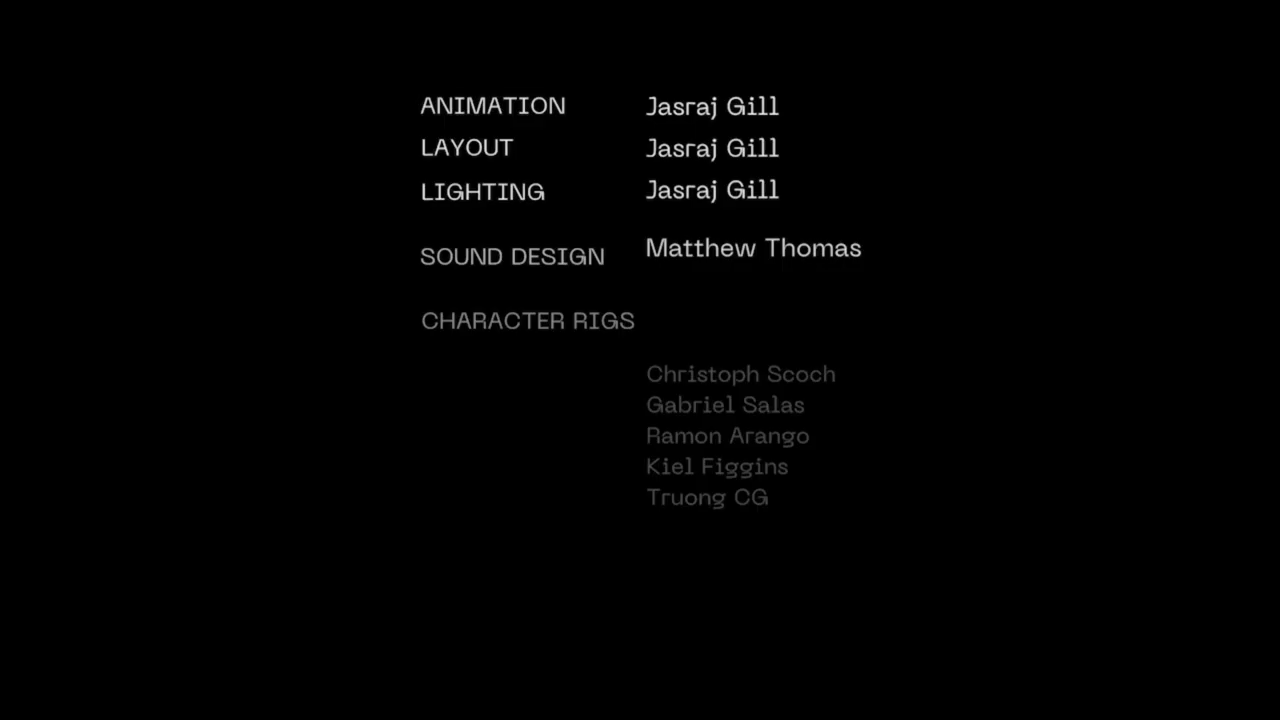 ANIMATION Jasraj Gill
LAYOUT Jasraj Gill
LIGHTING Jasraj Gill
SOUND DESIGN Matthew Thomas
CHARACTER RIGS
Christoph Scoch
Gabriel Salas
Ramon Arango
Kiel Figgins
Truong CG